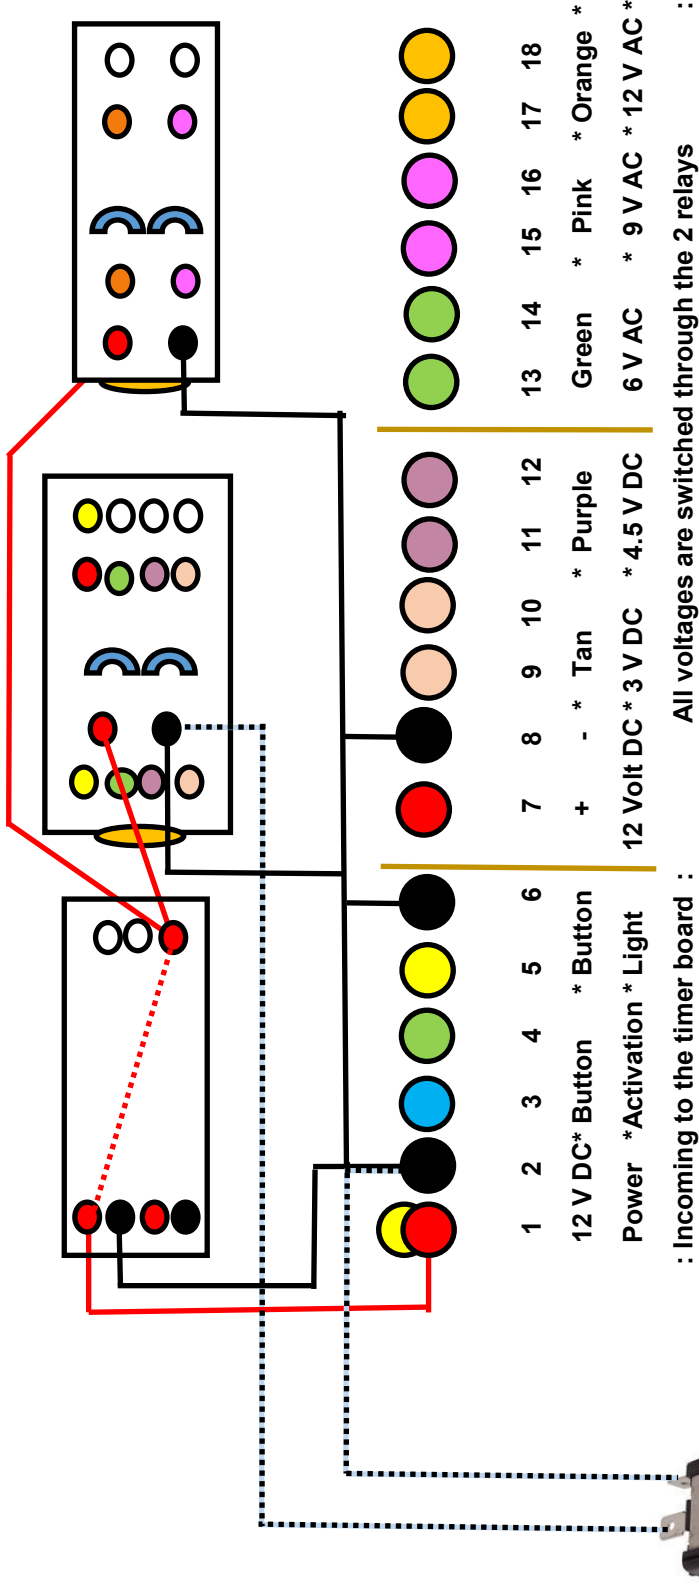 1 2 3 4 5 6 7 8 9 10 11 12 13 14 15 16 17 18
12 V DC* Button * Button + - * Tan * Purple Green * Pink * Orange *
Power *Activation * Light 12 Volt DC * 3 V DC * 4.5 V DC 6 V AC * 9 V AC * 12 V AC *
: Incoming to the timer board : All voltages are switched through the 2 relays :